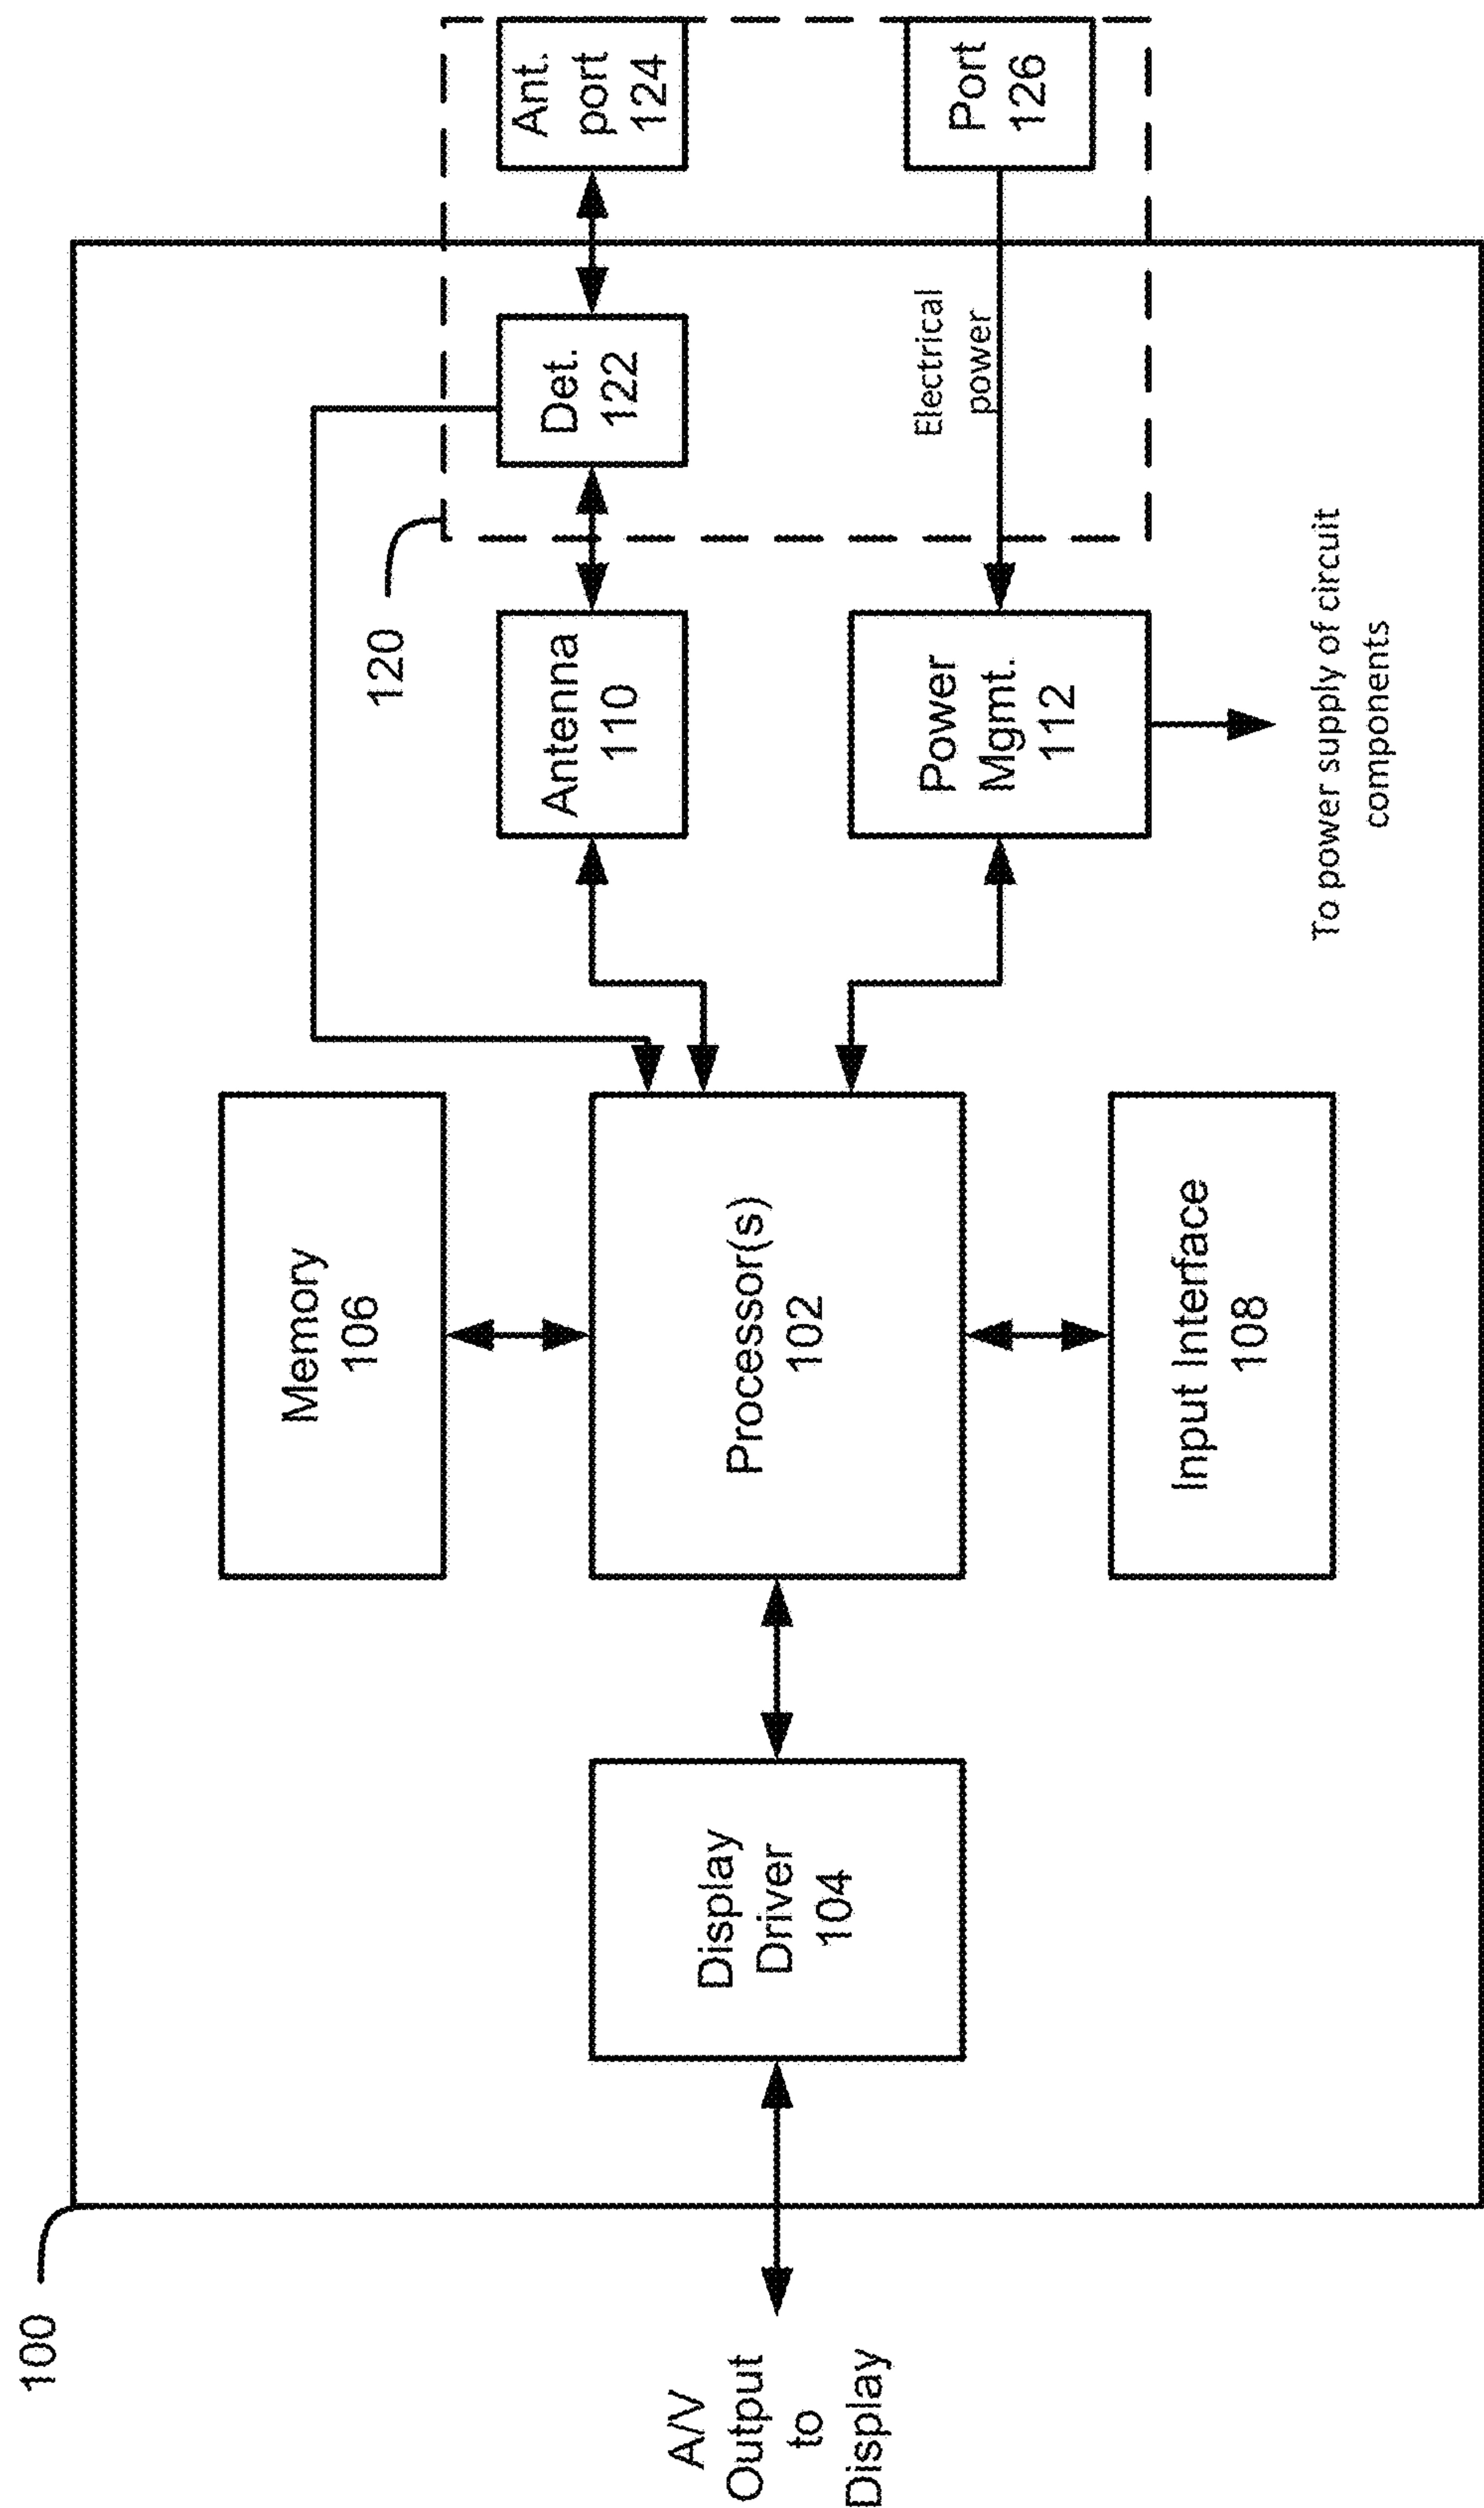 100
A/V
Output
to
Display
Display
Driver
104
Memory
106
Processor(s)
102
Input Interface
108
120
Antenna
110
Power
Mgmt.
112
To power supply of circuit
components
Det.
122
Electrical
power
Ant.
port
124
Port
126